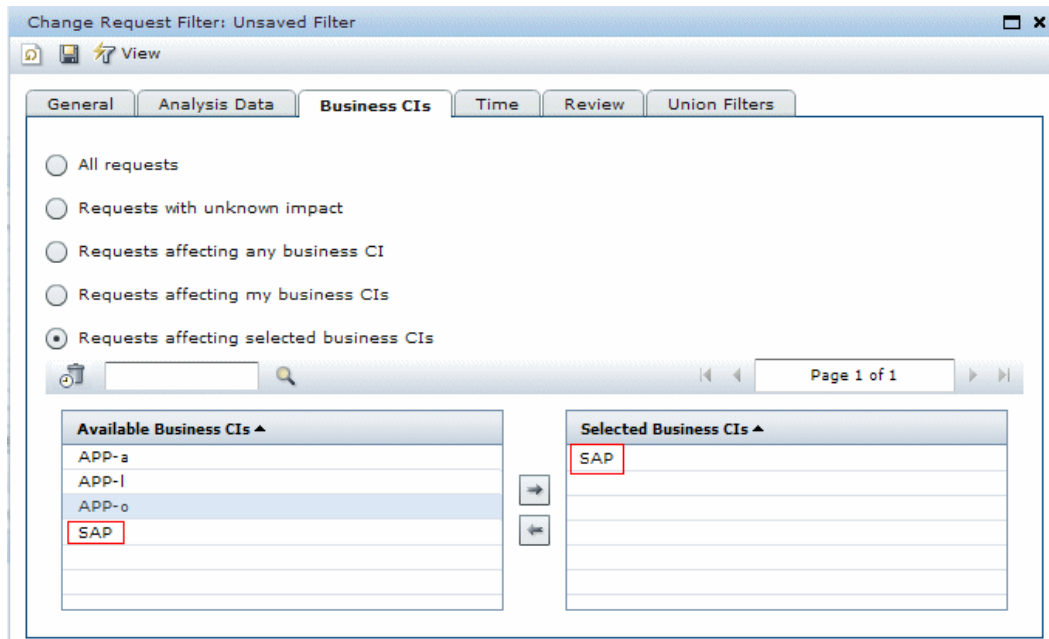 Change Request Filter: Unsaved Filter
View
General Analysis Data Business CIs Time Review Union Filters
All requests
Requests with unknown impact
Requests affecting any business CI
Requests affecting my business CIs
Requests affecting selected business CIs
Page 1 of 1
Available Business CIs Selected Business CIs
APP-a SAP
APP-l
APP-o
SAP